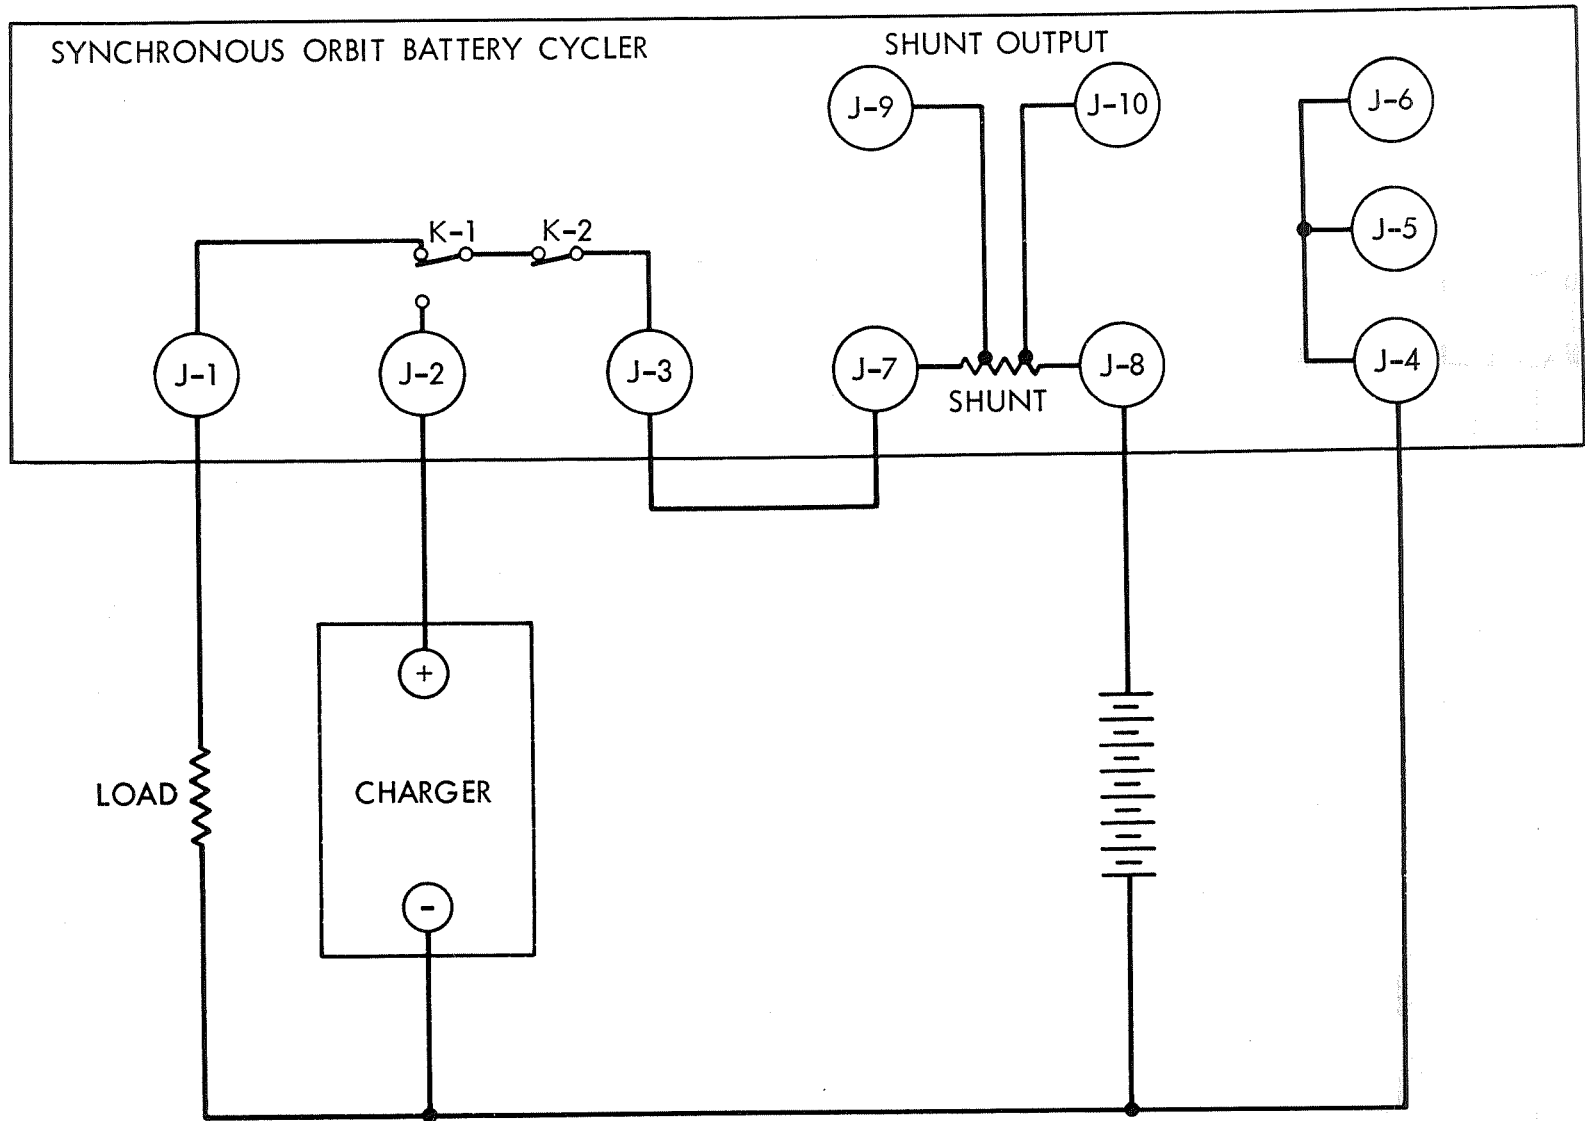 SYNCHRONOUS ORBIT BATTERY CYCLER
SHUNT OUTPUT
J-9
J-10
J-6
J-5
K-1
K-2
J-1
J-2
J-3
J-7
J-8
J-4
SHUNT
+
LOAD
CHARGER
-